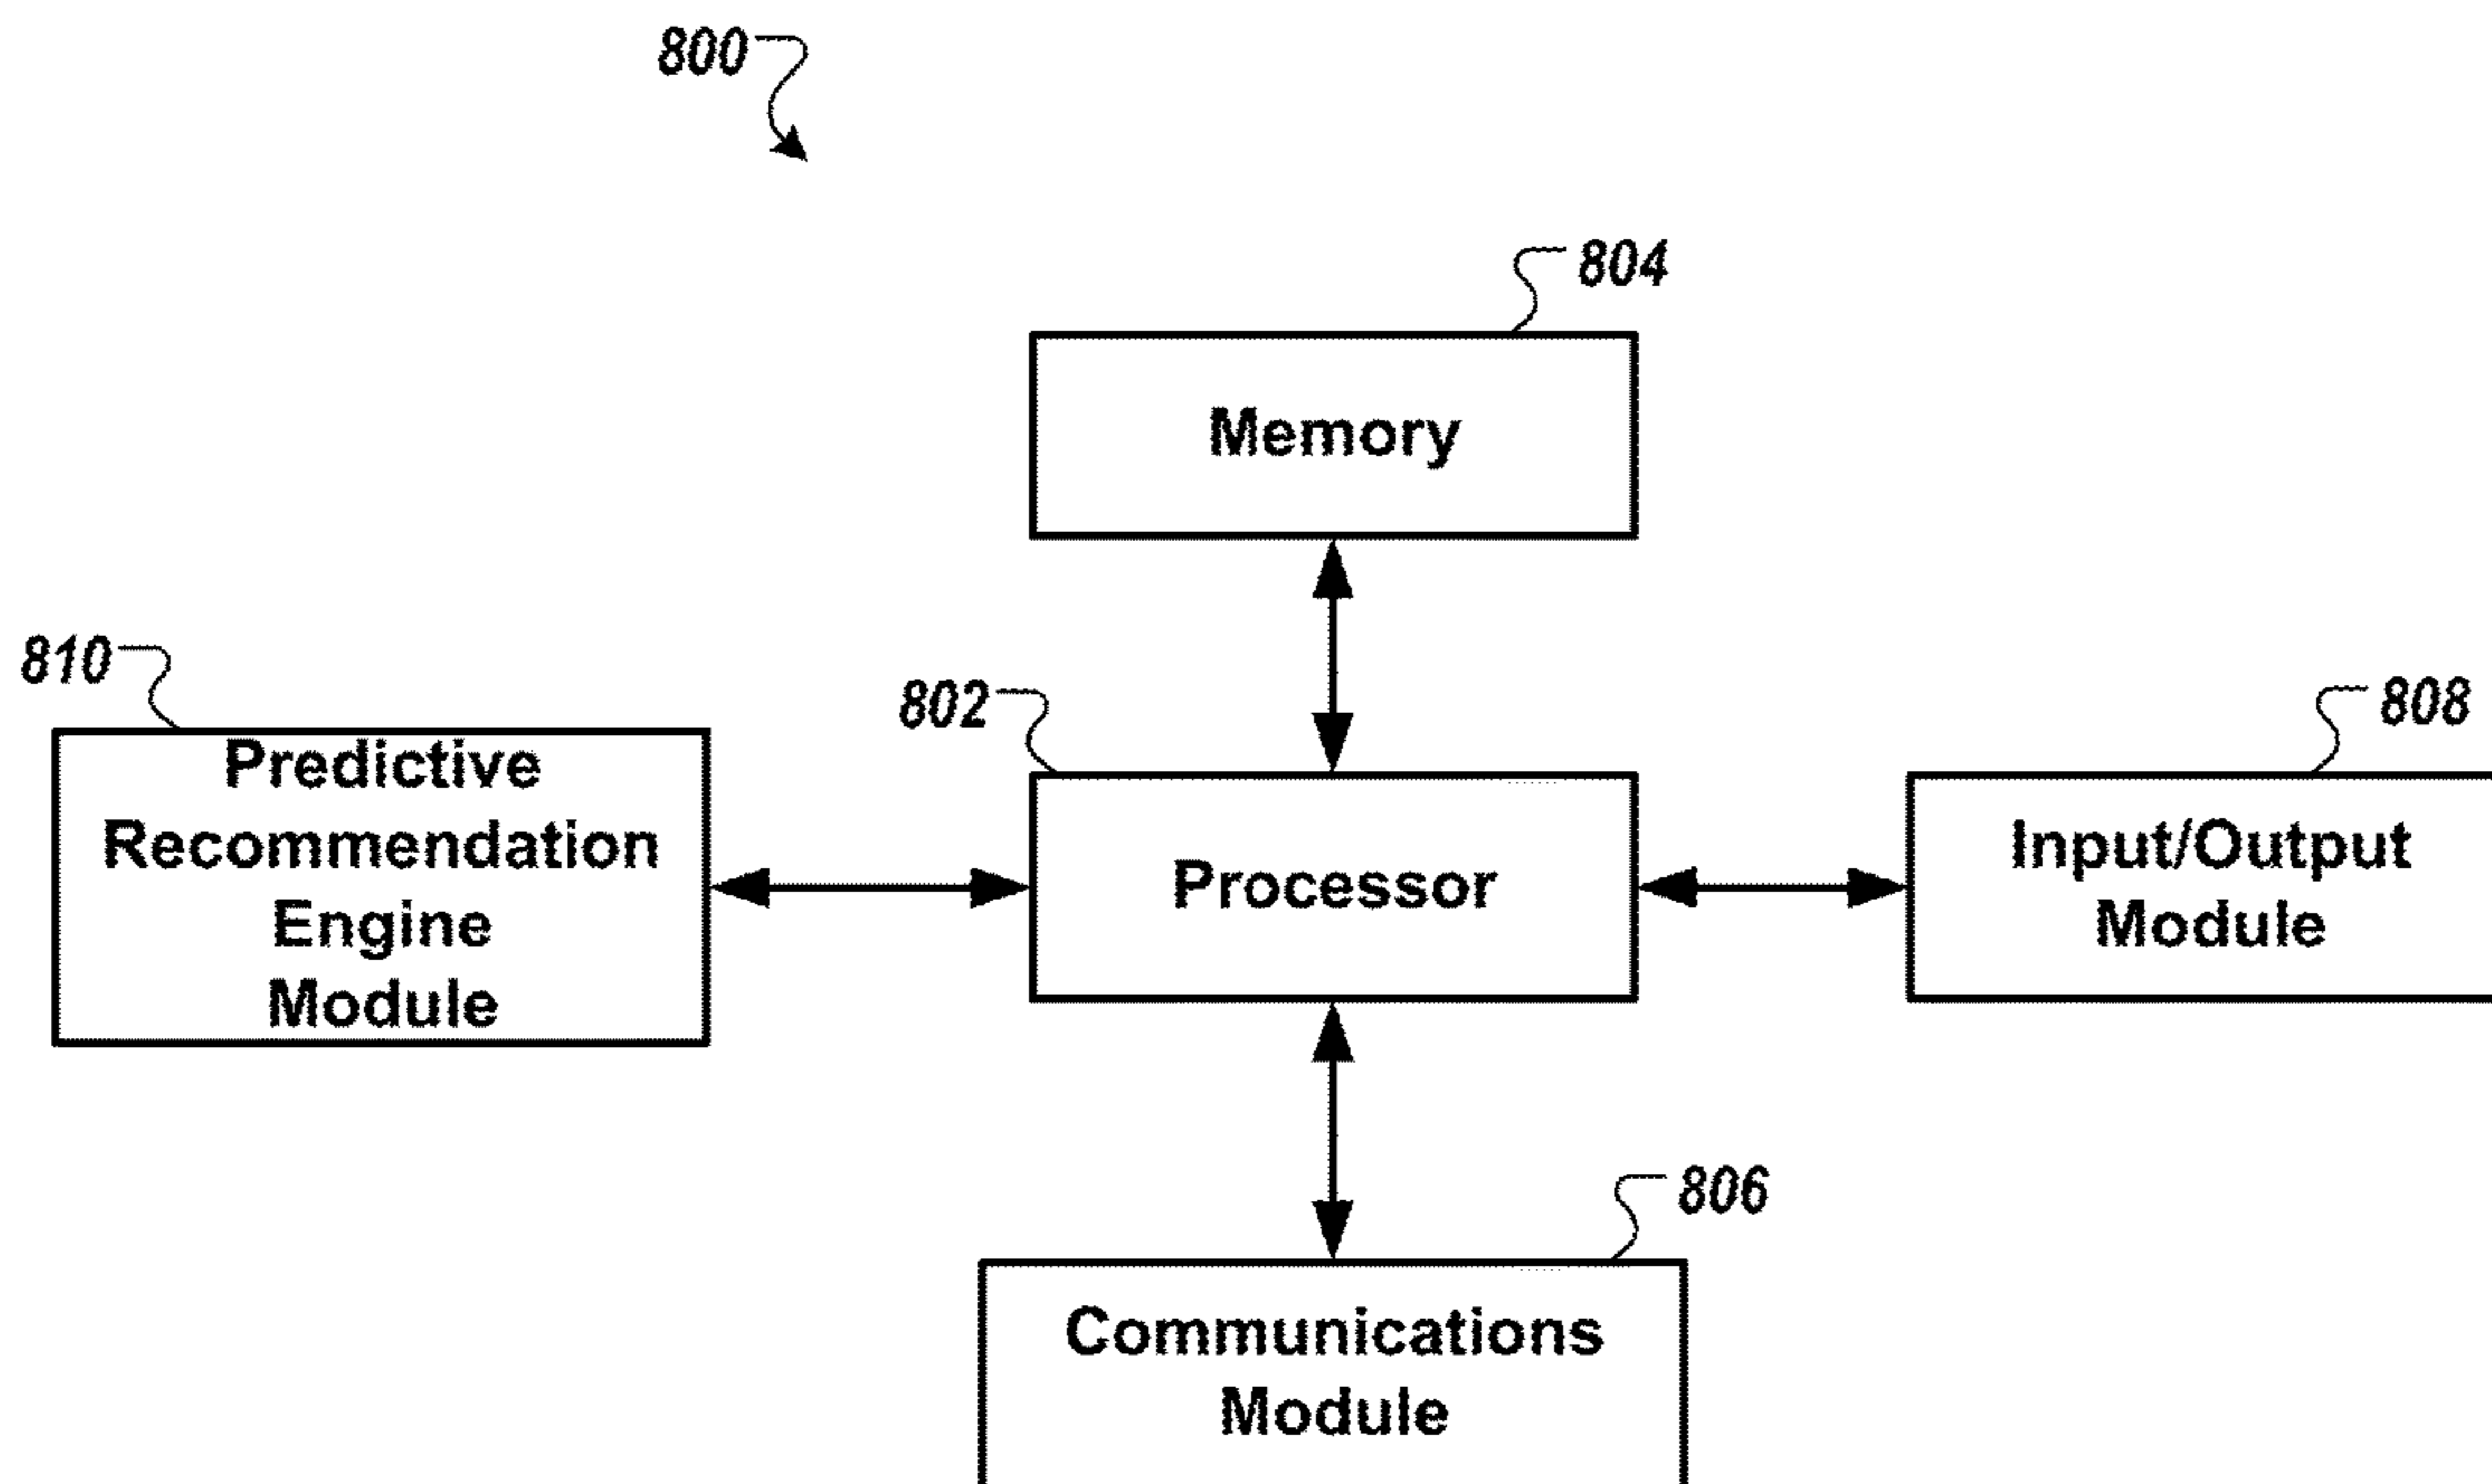 800
804
Memory
810
802
808
Predictive
Recommendation
Engine
Module
Processor
Input/Output
Module
806
Communications
Module